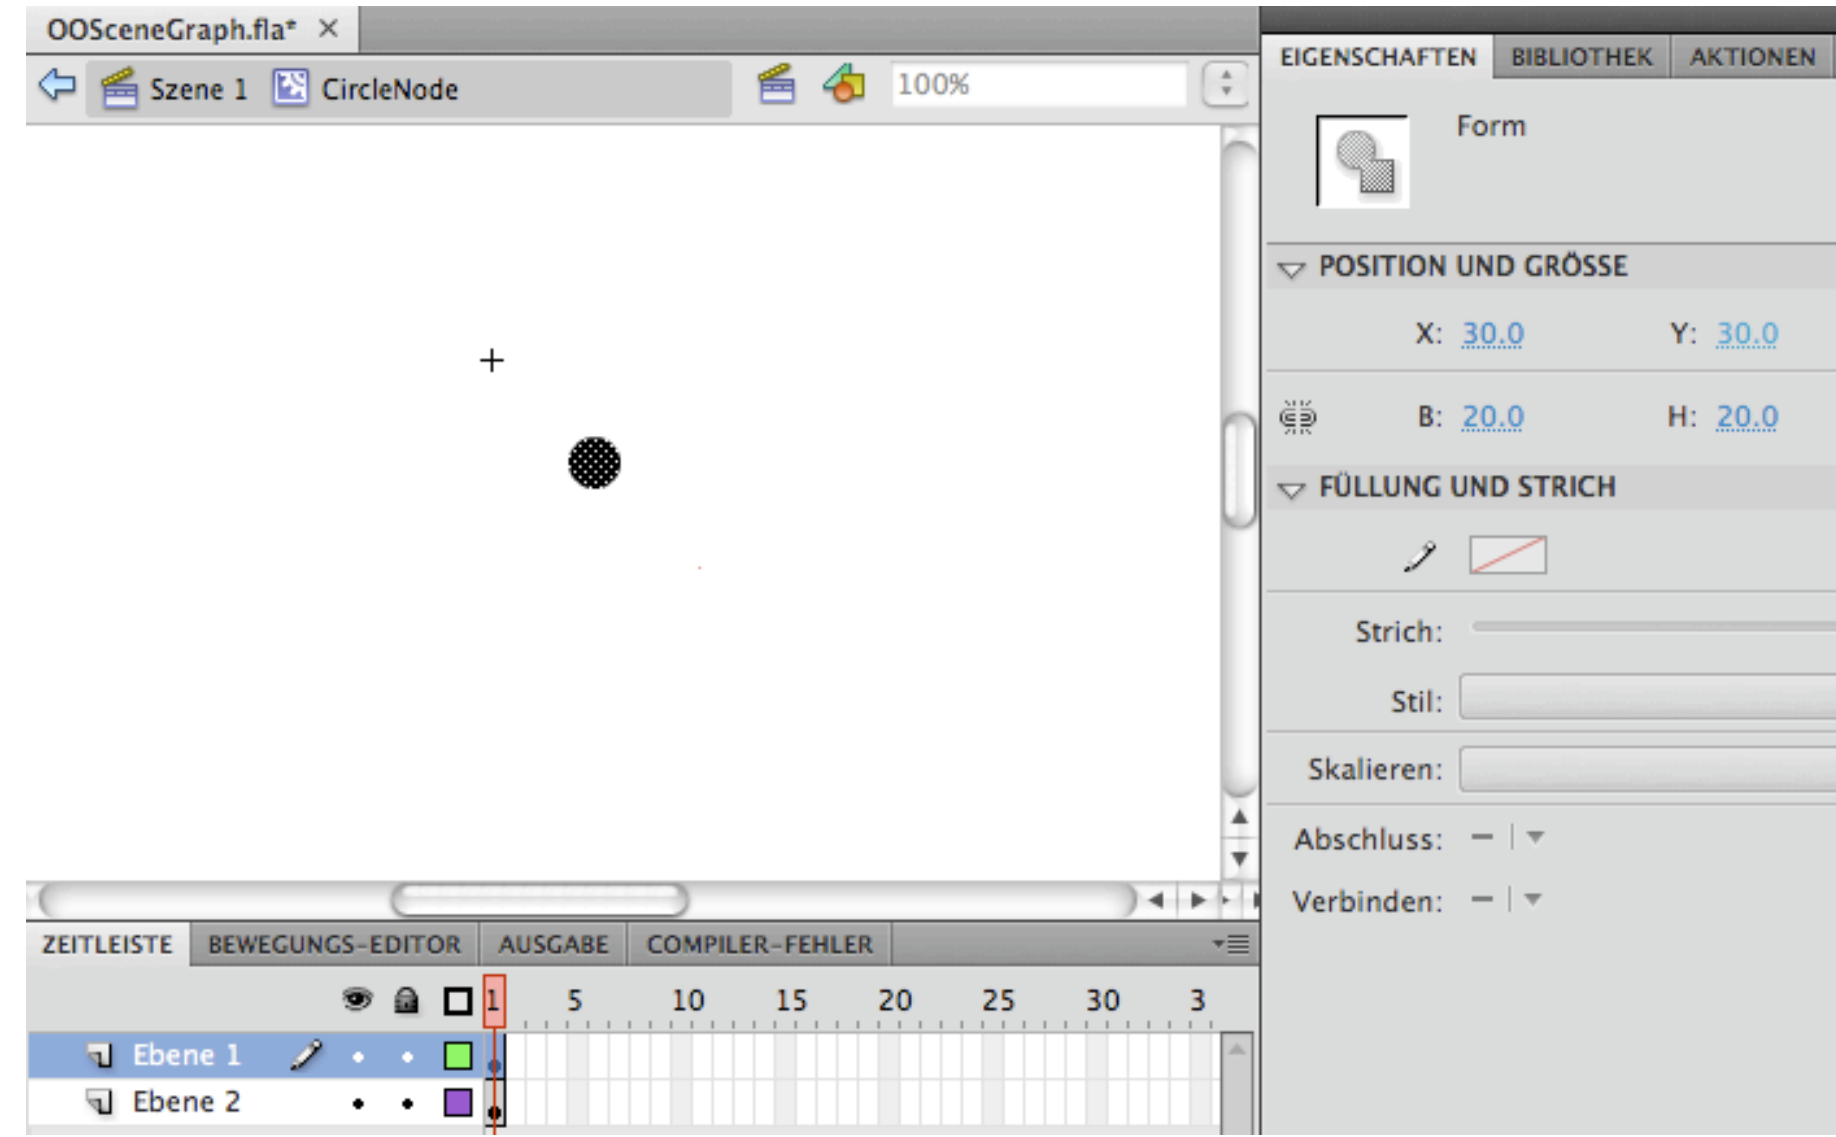 OOSceneGraph.fla* ×
Szene 1 CircleNode 100%
EIGENSCHAFTEN BIBLIOTHEK AKTIONEN
Form
POSITION UND GRÖSSE
X: 30.0 Y: 30.0
B: 20.0 H: 20.0
FÜLLUNG UND STRICH
Strich:
Stil:
Skalieren:
Abschluss: –
Verbinden: –
ZEITLEISTE BEWEGUNGS-EDITOR AUSGABE COMPILER-FEHLER
1 5 10 15 20 25 30 3
Ebene 1
Ebene 2